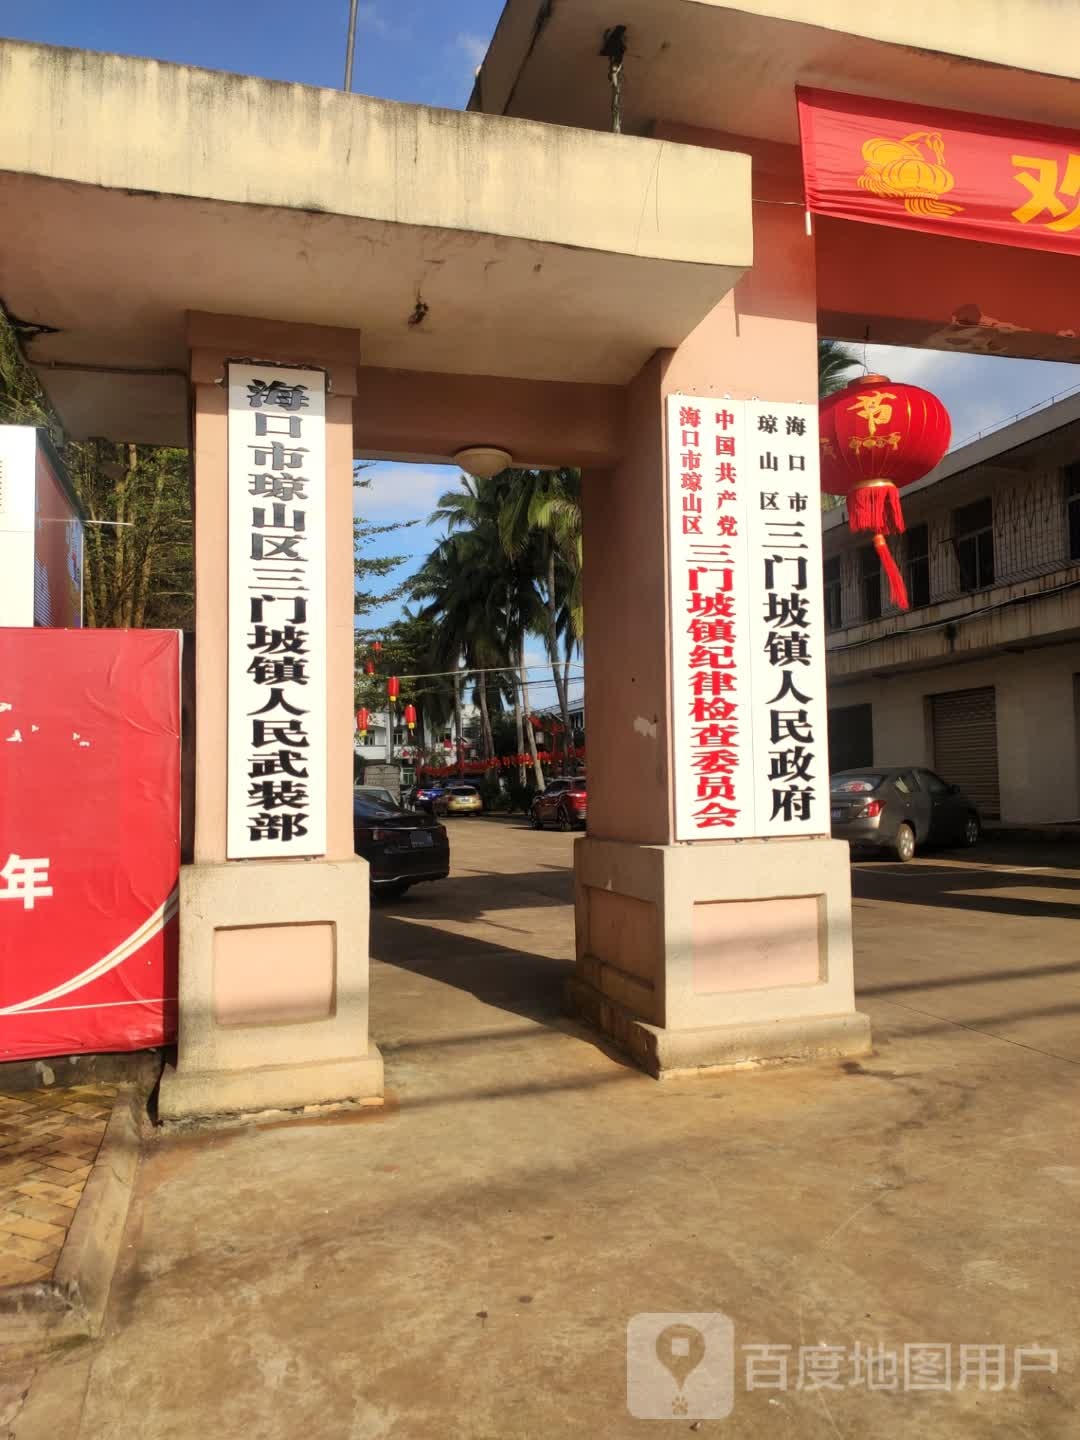 欢
节
海口市琼山区三门坡镇人民武装部
中国共产党
海口市琼山区
三门坡镇纪律检查委员会
海口市
琼山区
三门坡镇人民政府
年
百度地图用户